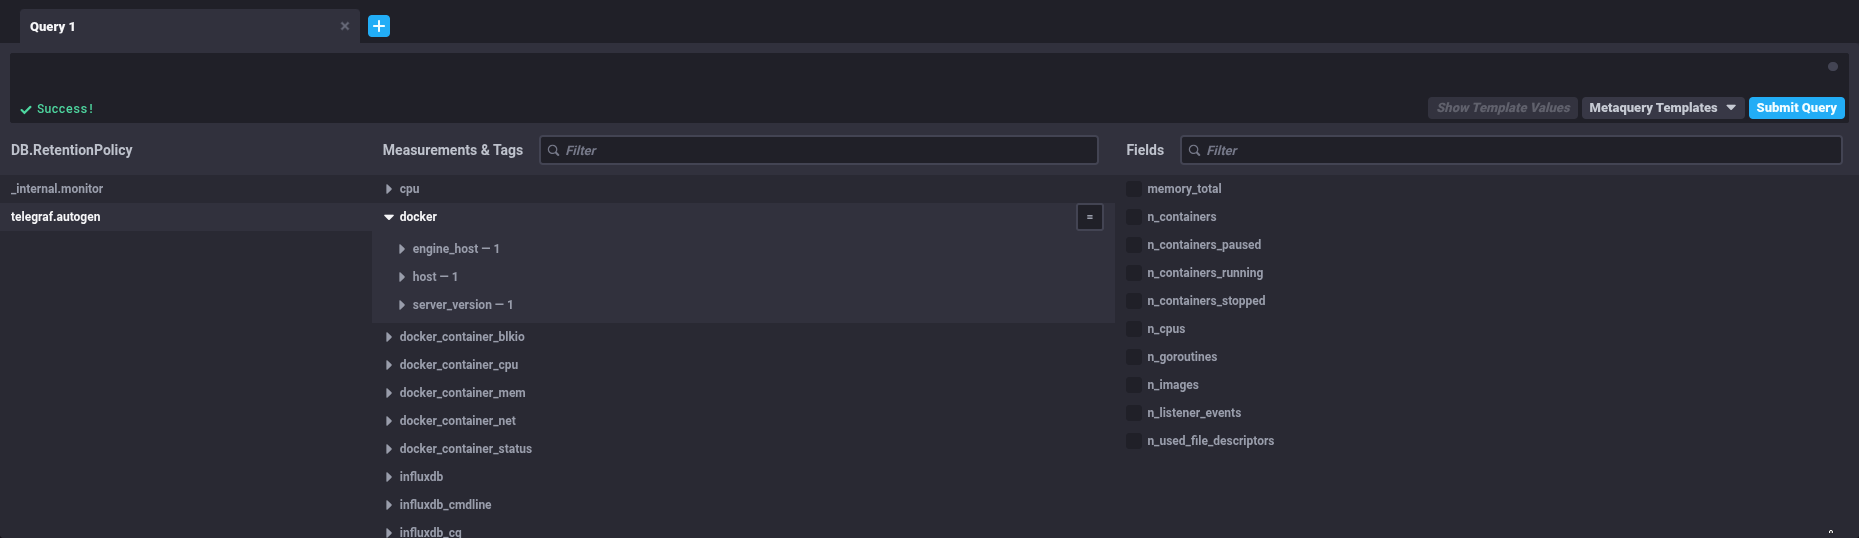 Query 1
Success!
Show Template Values
Metaquery Templates
Submit Query
DB.RetentionPolicy
_internal.monitor
telegraf.autogen
Measurements & Tags
Filter
cpu
docker
=
engine_host — 1
host — 1
server_version — 1
docker_container_blkio
docker_container_cpu
docker_container_mem
docker_container_net
docker_container_status
influxdb
influxdb_cmdline
influxdb_cq
Fields
Filter
memory_total
n_containers
n_containers_paused
n_containers_running
n_containers_stopped
n_cpus
n_goroutines
n_images
n_listener_events
n_used_file_descriptors